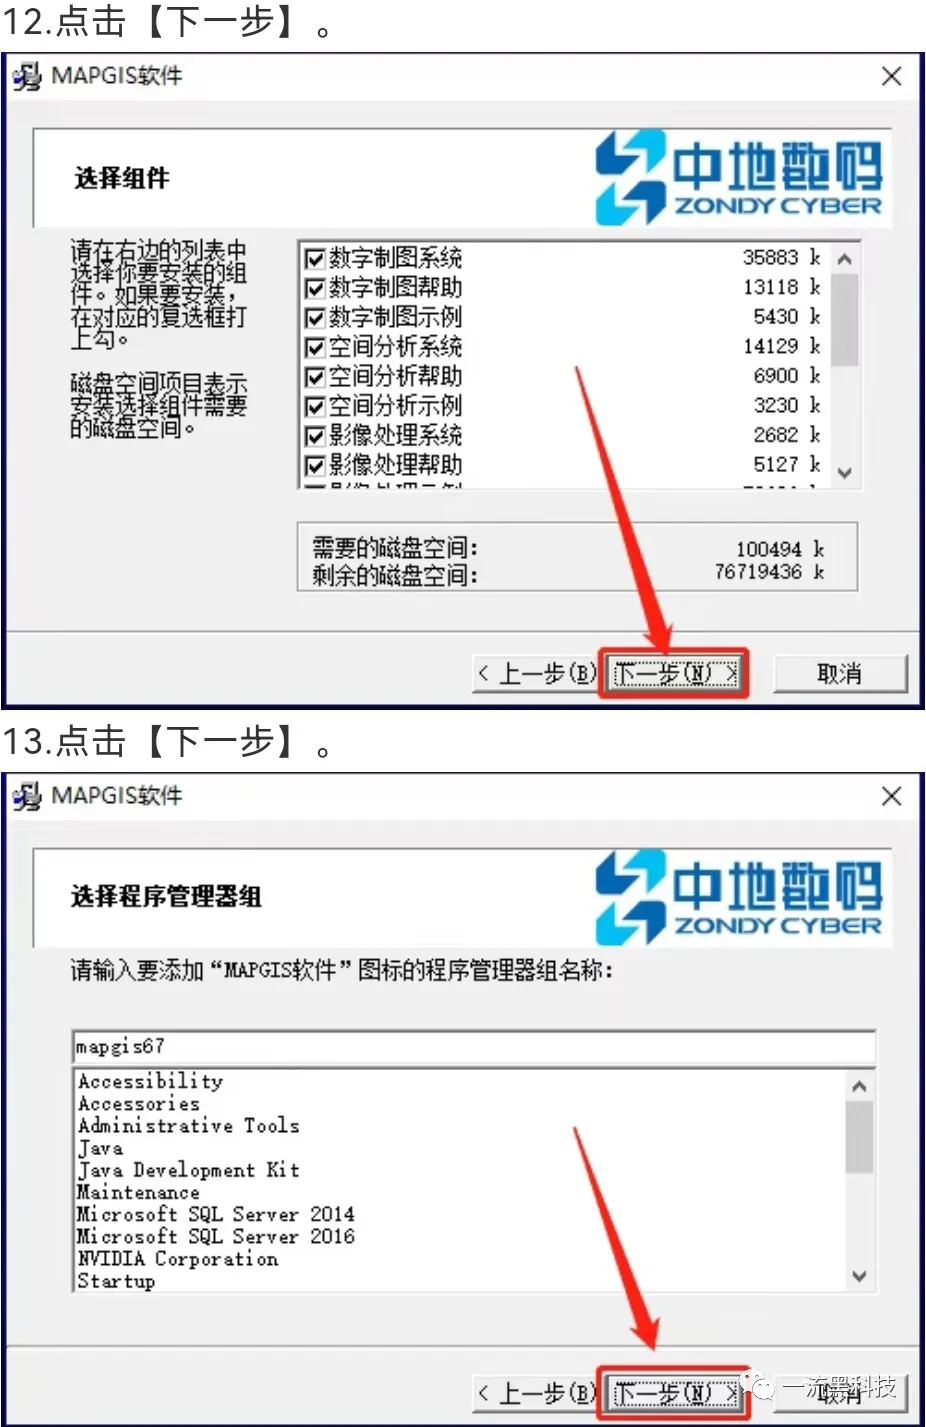 12.点击【下一步】。
MAPGIS软件
选择组件
中地数码
ZONDY CYBER
请在右边的列表中
选择你要安装的组
件。如果要安装，
在对应的复选框打
上勾。
磁盘空间项目表示
安装选择组件需要
的磁盘空间。
数字制图系统 35883 k
数字制图帮助 13118 k
数字制图示例 5430 k
空间分析系统 14129 k
空间分析帮助 6900 k
空间分析示例 3230 k
影像处理系统 2682 k
影像处理帮助 5127 k
需要的磁盘空间： 100494 k
剩余的磁盘空间： 76719436 k
< 上一步(B) 下一步(N) > 取消
13.点击【下一步】。
MAPGIS软件
选择程序管理器组
中地数码
ZONDY CYBER
请输入要添加“MAPGIS软件”图标的程序管理器组名称：
mapgis67
Accessibility
Accessories
Administrative Tools
Java
Java Development Kit
Maintenance
Microsoft SQL Server 2014
Microsoft SQL Server 2016
NVIDIA Corporation
Startup
< 上一步(B) 下一步(N) > 取消
一流黑科技